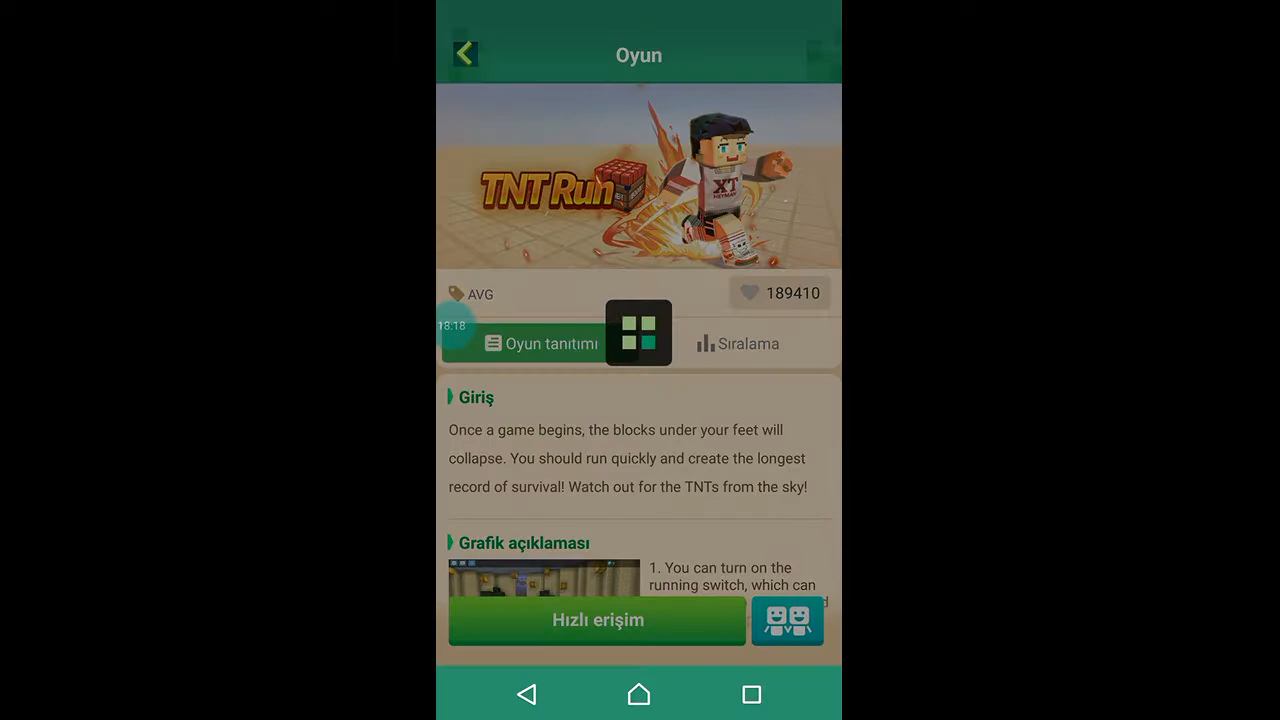 Oyun
TNT Run
XT
AVG
189410
18:18
Oyun tanıtımı
Sıralama
Giriş
Once a game begins, the blocks under your feet will
collapse. You should run quickly and create the longest
record of survival! Watch out for the TNTs from the sky!
Grafik açıklaması
1. You can turn on the
running switch, which can
Hızlı erişim